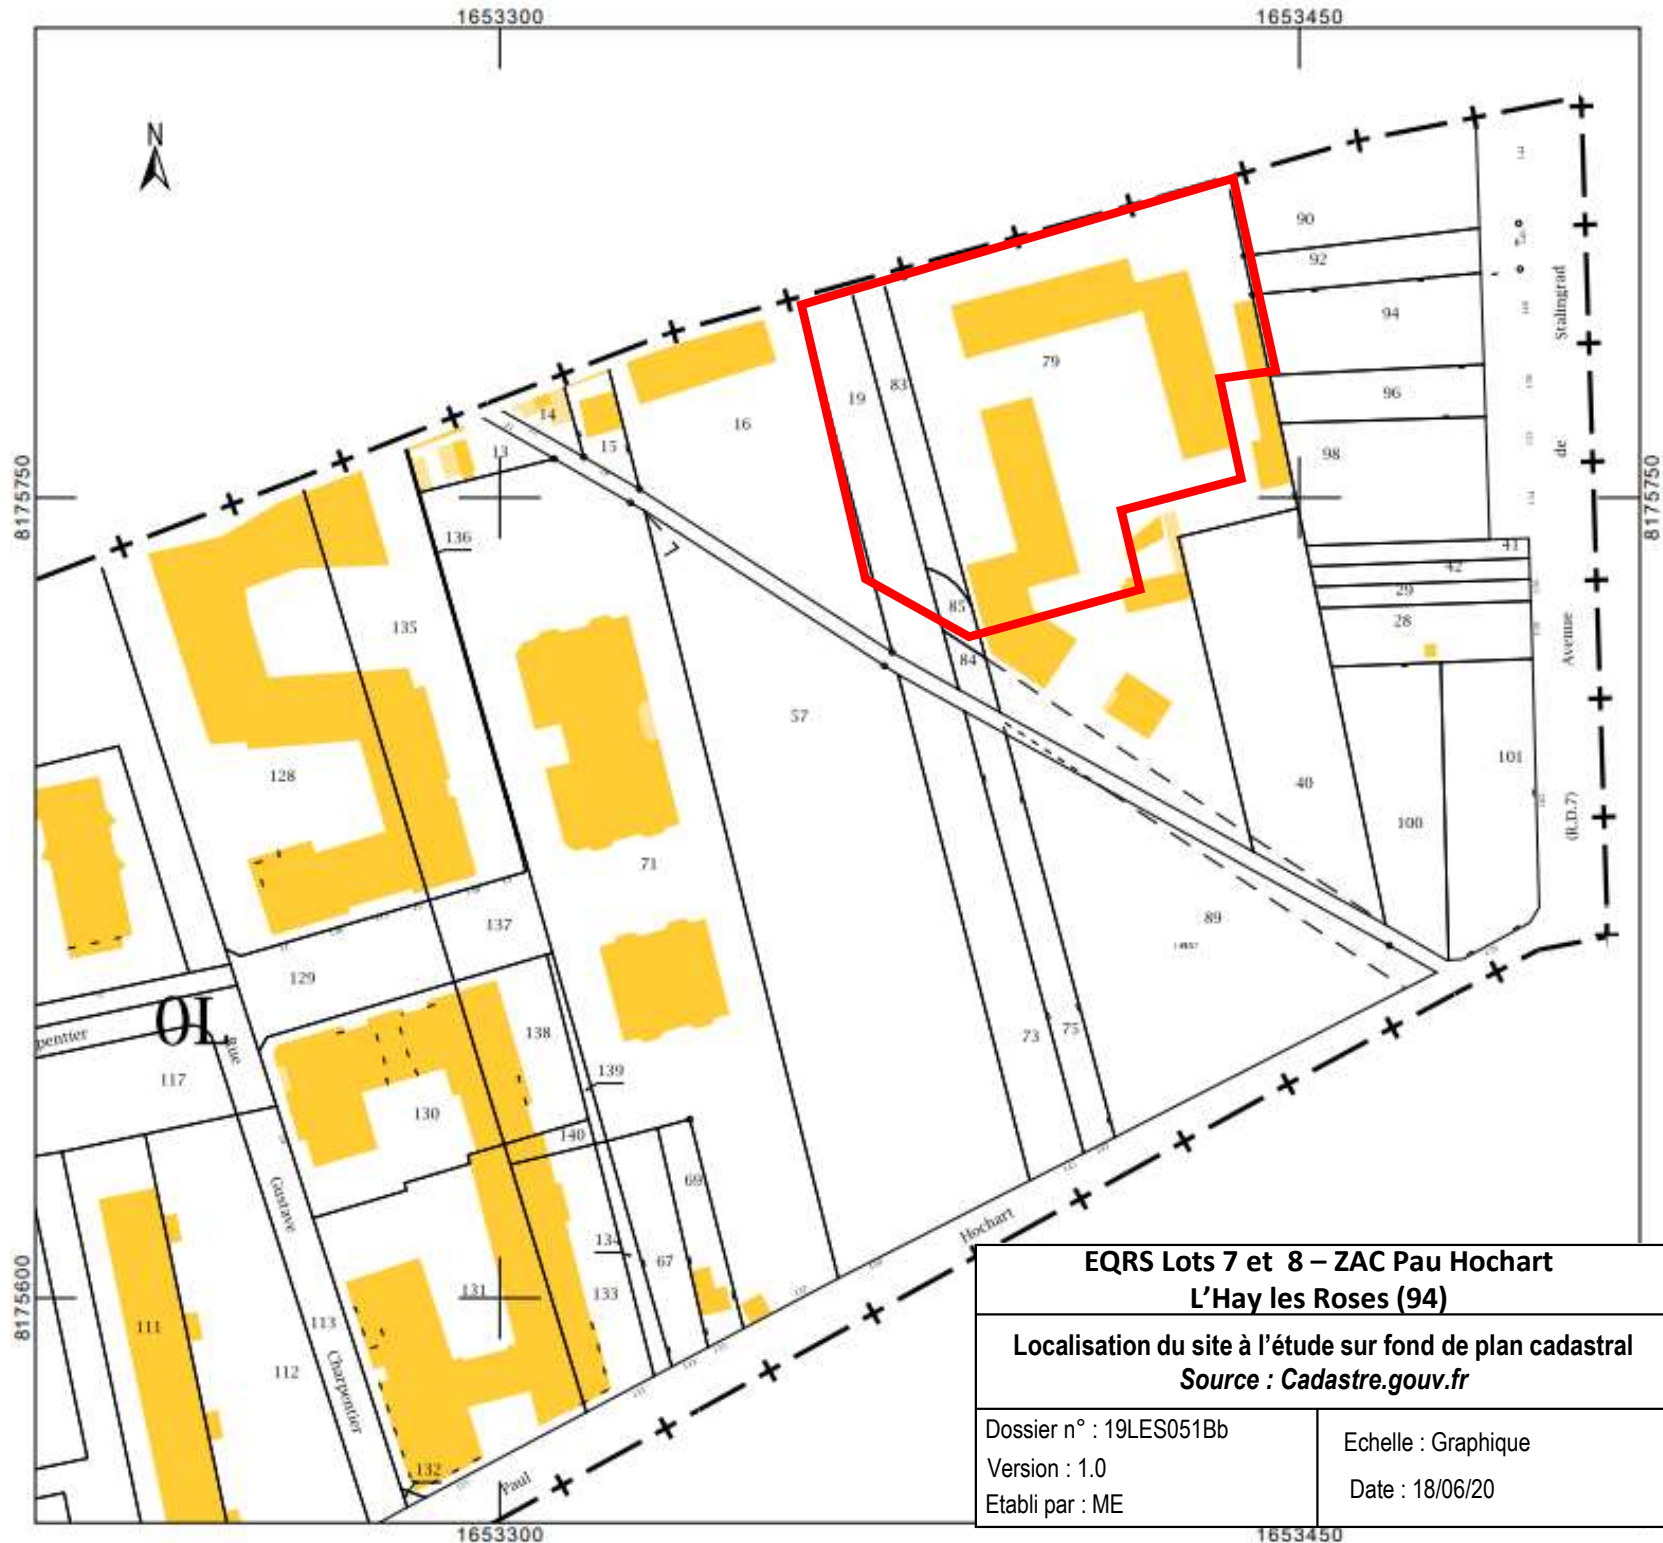 1653300
1653450
N
90
92
94
96
98
79
83
19
16
14
15
13
8175750
8175750
136
135
128
7
85
84
57
41
42
29
28
Stalingrad
de
Avenue
(R.D.7)
101
100
40
89
71
137
129
OL
pentier
Rue
117
138
139
130
140
73
75
69
67
134
133
131
132
Gustave
Charpentier
113
112
111
8175600
Paul
Hochart
1653300
1653450
EQRS Lots 7 et 8 – ZAC Pau Hochart
L'Hay les Roses (94)
Localisation du site à l'étude sur fond de plan cadastral
Source : Cadastre.gouv.fr
Dossier n° : 19LES051Bb
Version : 1.0
Etabli par : ME
Echelle : Graphique
Date : 18/06/20